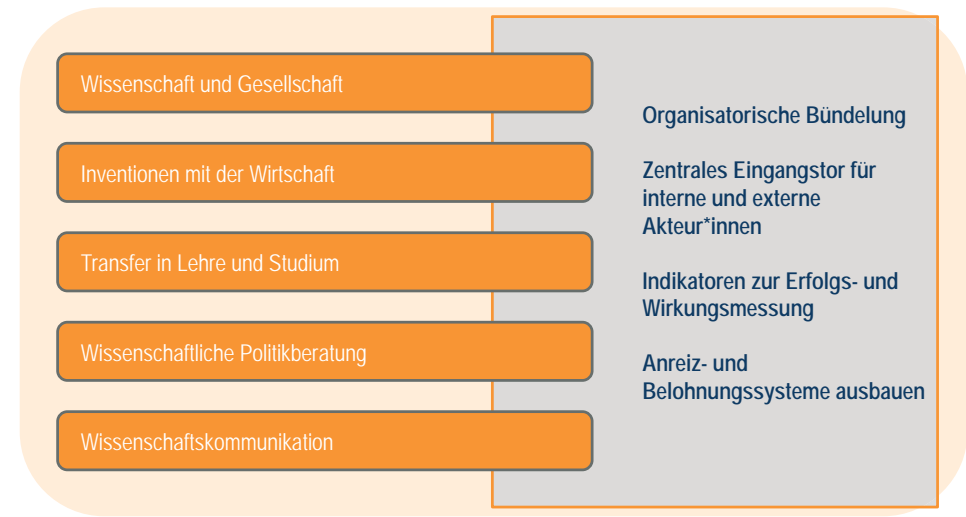 Wissenschaft und Gesellschaft
Inventionen mit der Wirtschaft
Transfer in Lehre und Studium
Wissenschaftliche Politikberatung
Wissenschaftskommunikation
Organisatorische Bündelung
Zentrales Eingangstor für
interne und externe
Akteur*innen
Indikatoren zur Erfolgs- und
Wirkungsmessung
Anreiz- und
Belohnungssysteme ausbauen